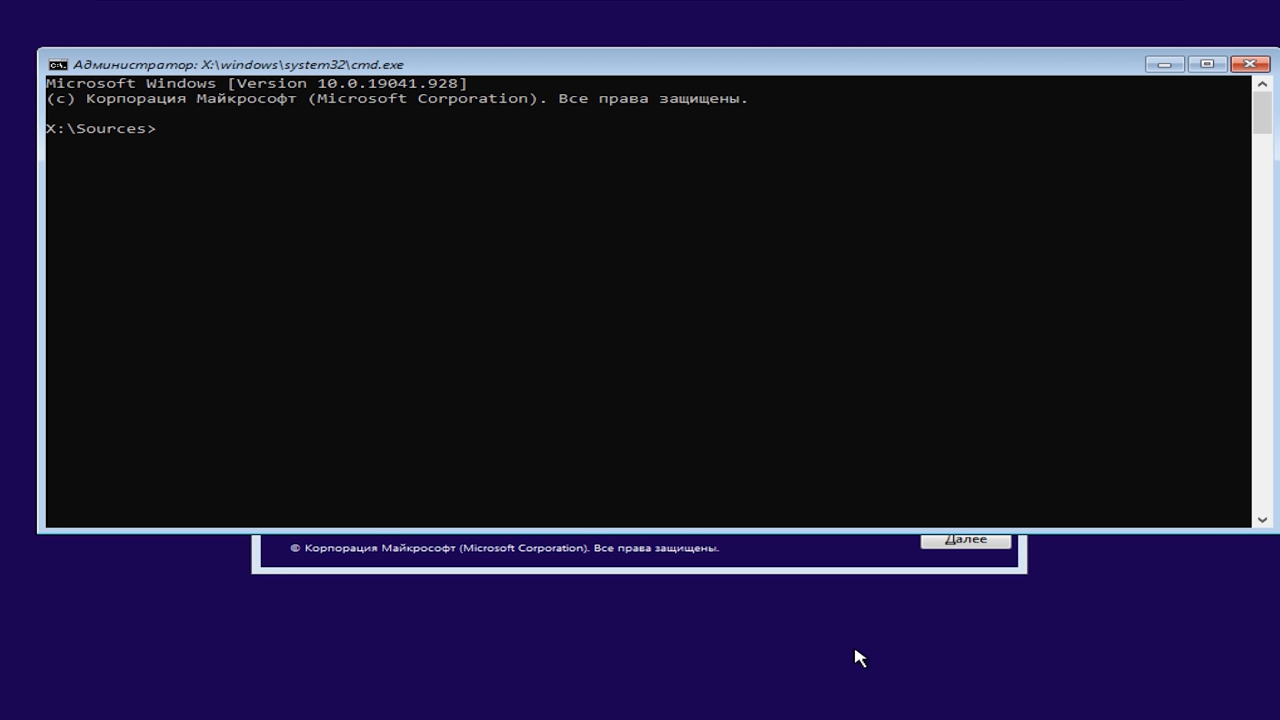 Администратор: X:\windows\system32\cmd.exe
Microsoft Windows [Version 10.0.19041.928]
(c) Корпорация Майкрософт (Microsoft Corporation). Все права защищены.
X:\Sources>
Далее
© Корпорация Майкрософт (Microsoft Corporation). Все права защищены.